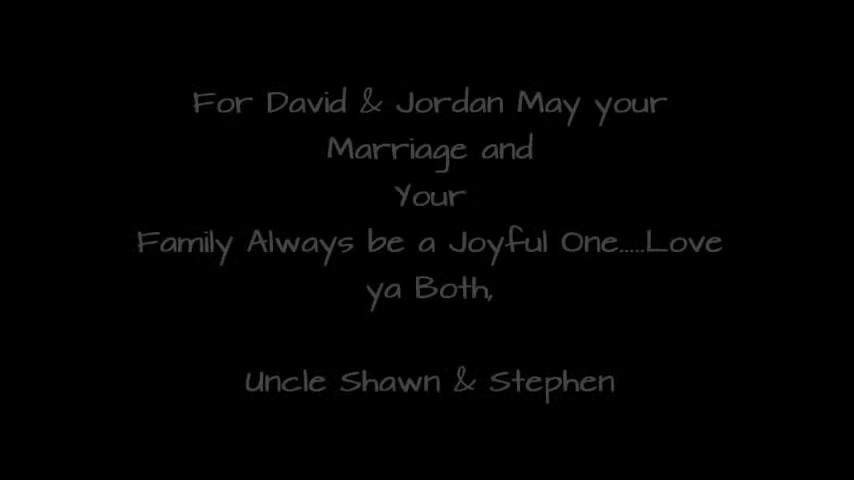 For David & Jordan May your
Marriage and
Your
Family Always be a Joyful One.....Love
ya Both,
Uncle Shawn & Stephen